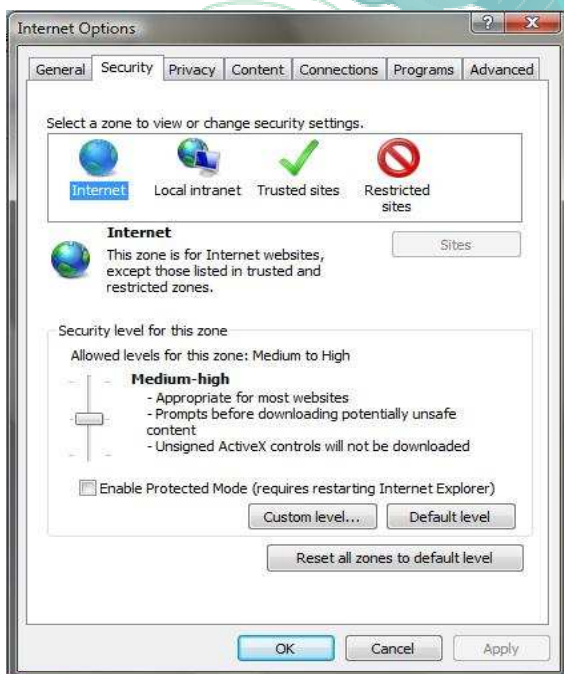 Internet Options
?
X
General Security Privacy Content Connections Programs Advanced
Select a zone to view or change security settings.
Internet Local intranet Trusted sites Restricted
sites
Internet
Sites
This zone is for Internet websites,
except those listed in trusted and
restricted zones.
Security level for this zone
Allowed levels for this zone: Medium to High
Medium-high
- Appropriate for most websites
- Prompts before downloading potentially unsafe
content
- Unsigned ActiveX controls will not be downloaded
Enable Protected Mode (requires restarting Internet Explorer)
Custom level... Default level
Reset all zones to default level
OK Cancel Apply